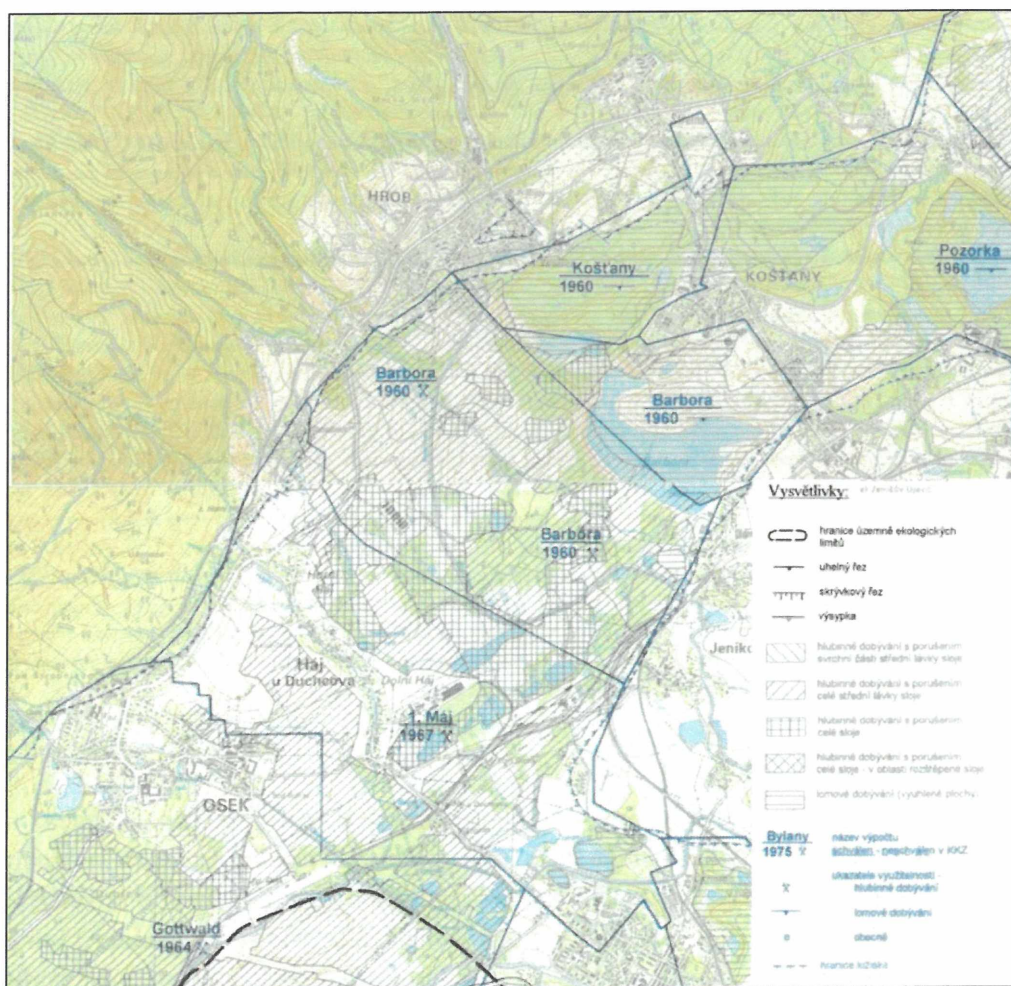 HROB
Košťany
1960
KOŠŤANY
Pozorka
1960
Barbora
1960
Barbora
1960
Barbora
1960
Háj
u Duchcova
Dolní Háj
1. Máj
1967
OSEK
Gottwald
1964
Vysvětlivky:
hranice územně ekologických
limitů
uhelný řez
skrývkový řez
výsypka
hlubinné dobývání s porušením
svrchní části střední lávky sloje
hlubinné dobývání s porušením
celé střední lávky sloje
hlubinné dobývání s porušením
celé sloje
hlubinné dobývání s porušením
celé sloje - v oblasti rozštěpené sloje
lomové dobývání (vyuhlené plochy)
Bylany
1975
název výpočtu
schválen - neschválen v KKZ
ukazatele využitelnosti -
hlubinné dobývání
lomové dobývání
obecně
hranice ložiska